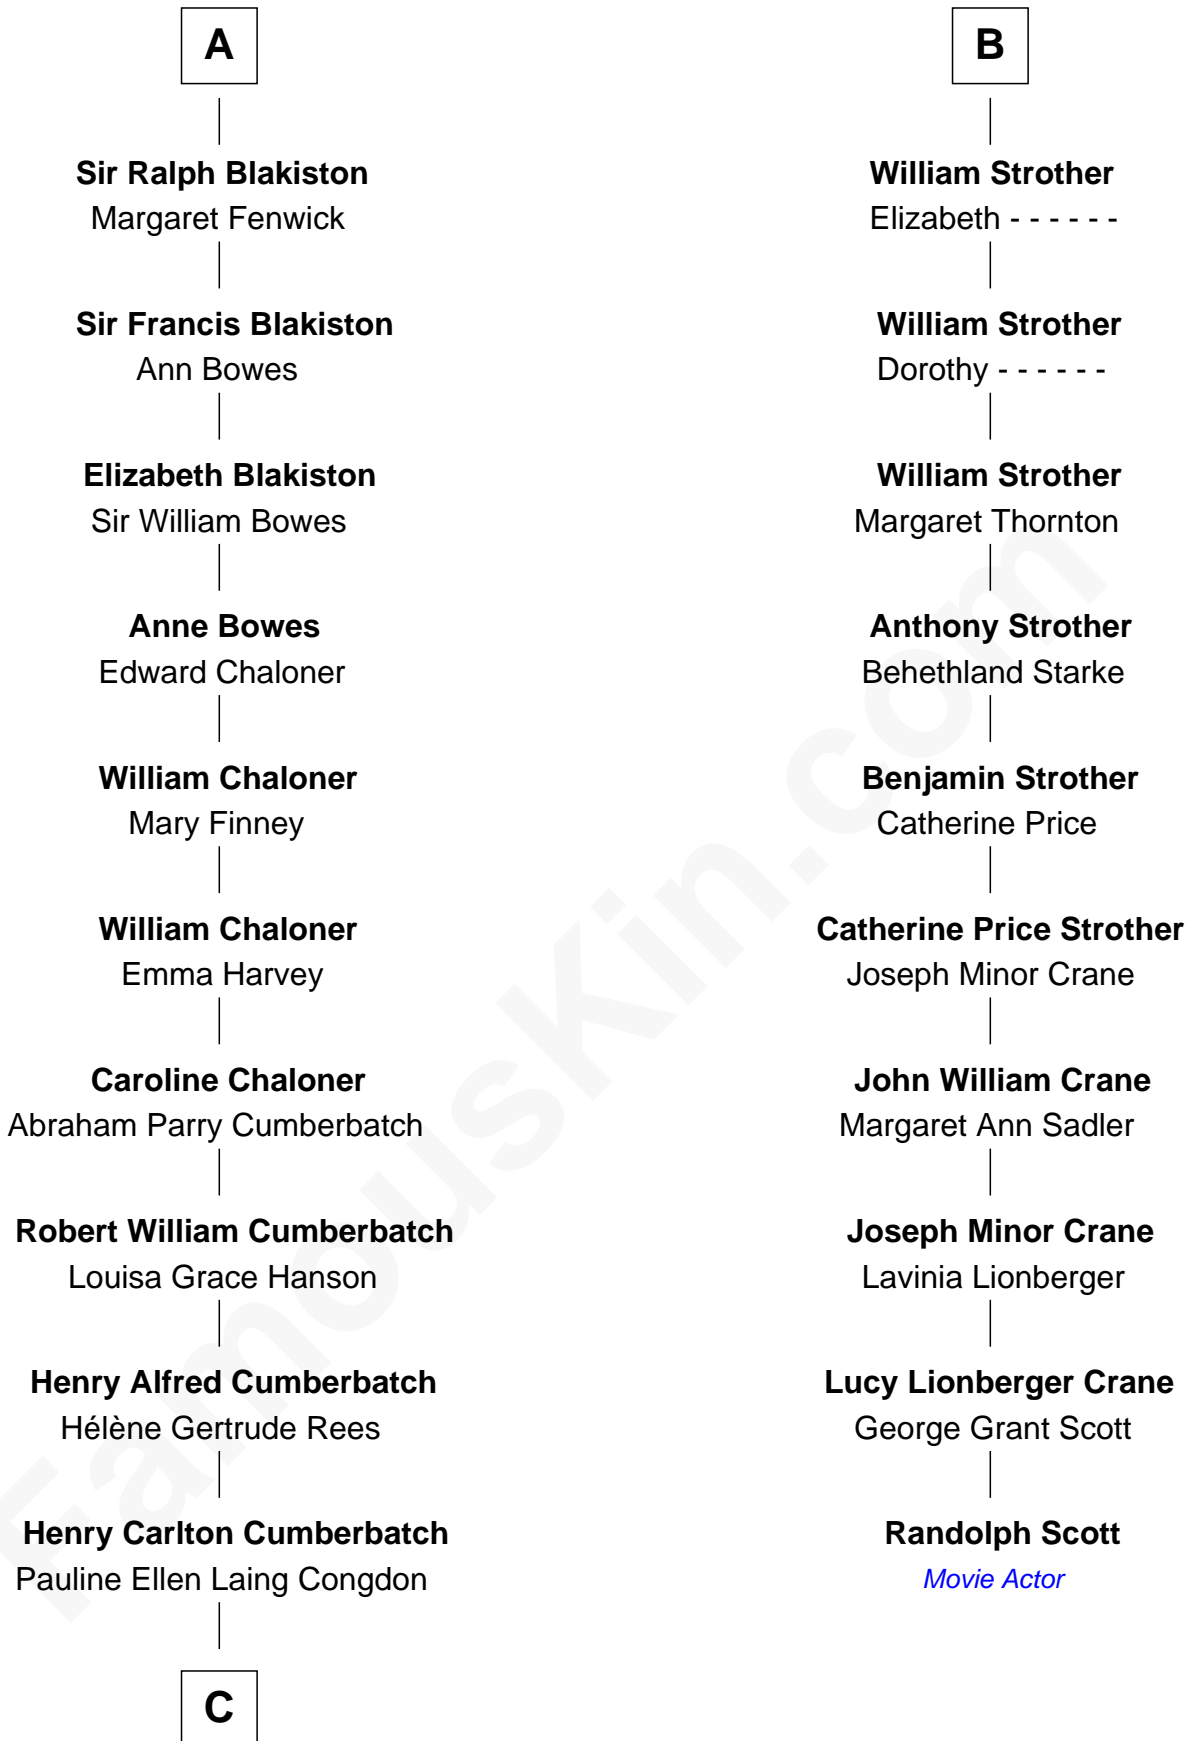 A
Sir Ralph Blakiston
Margaret Fenwick
Sir Francis Blakiston
Ann Bowes
Elizabeth Blakiston
Sir William Bowes
Anne Bowes
Edward Chaloner
William Chaloner
Mary Finney
William Chaloner
Emma Harvey
Caroline Chaloner
Abraham Parry Cumberbatch
Robert William Cumberbatch
Louisa Grace Hanson
Henry Alfred Cumberbatch
Hélène Gertrude Rees
Henry Carlton Cumberbatch
Pauline Ellen Laing Congdon
C
B
William Strother
Elizabeth - - - - - -
William Strother
Dorothy - - - - - -
William Strother
Margaret Thornton
Anthony Strother
Behethland Starke
Benjamin Strother
Catherine Price
Catherine Price Strother
Joseph Minor Crane
John William Crane
Margaret Ann Sadler
Joseph Minor Crane
Lavinia Lionberger
Lucy Lionberger Crane
George Grant Scott
Randolph Scott
Movie Actor
FamousKin.com